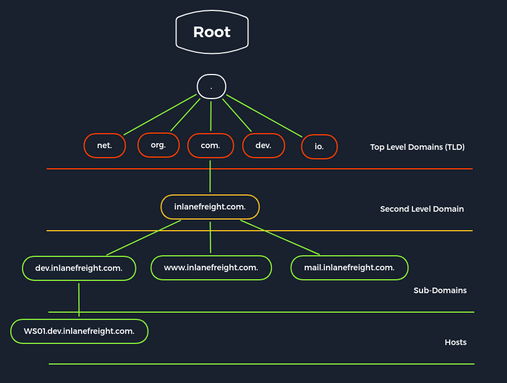 Root
.
net.
org.
com.
dev.
io.
Top Level Domains (TLD)
inlanefreight.com.
Second Level Domain
dev.inlanefreight.com.
www.inlanefreight.com.
mail.inlanefreight.com.
Sub-Domains
WS01.dev.inlanefreight.com.
Hosts